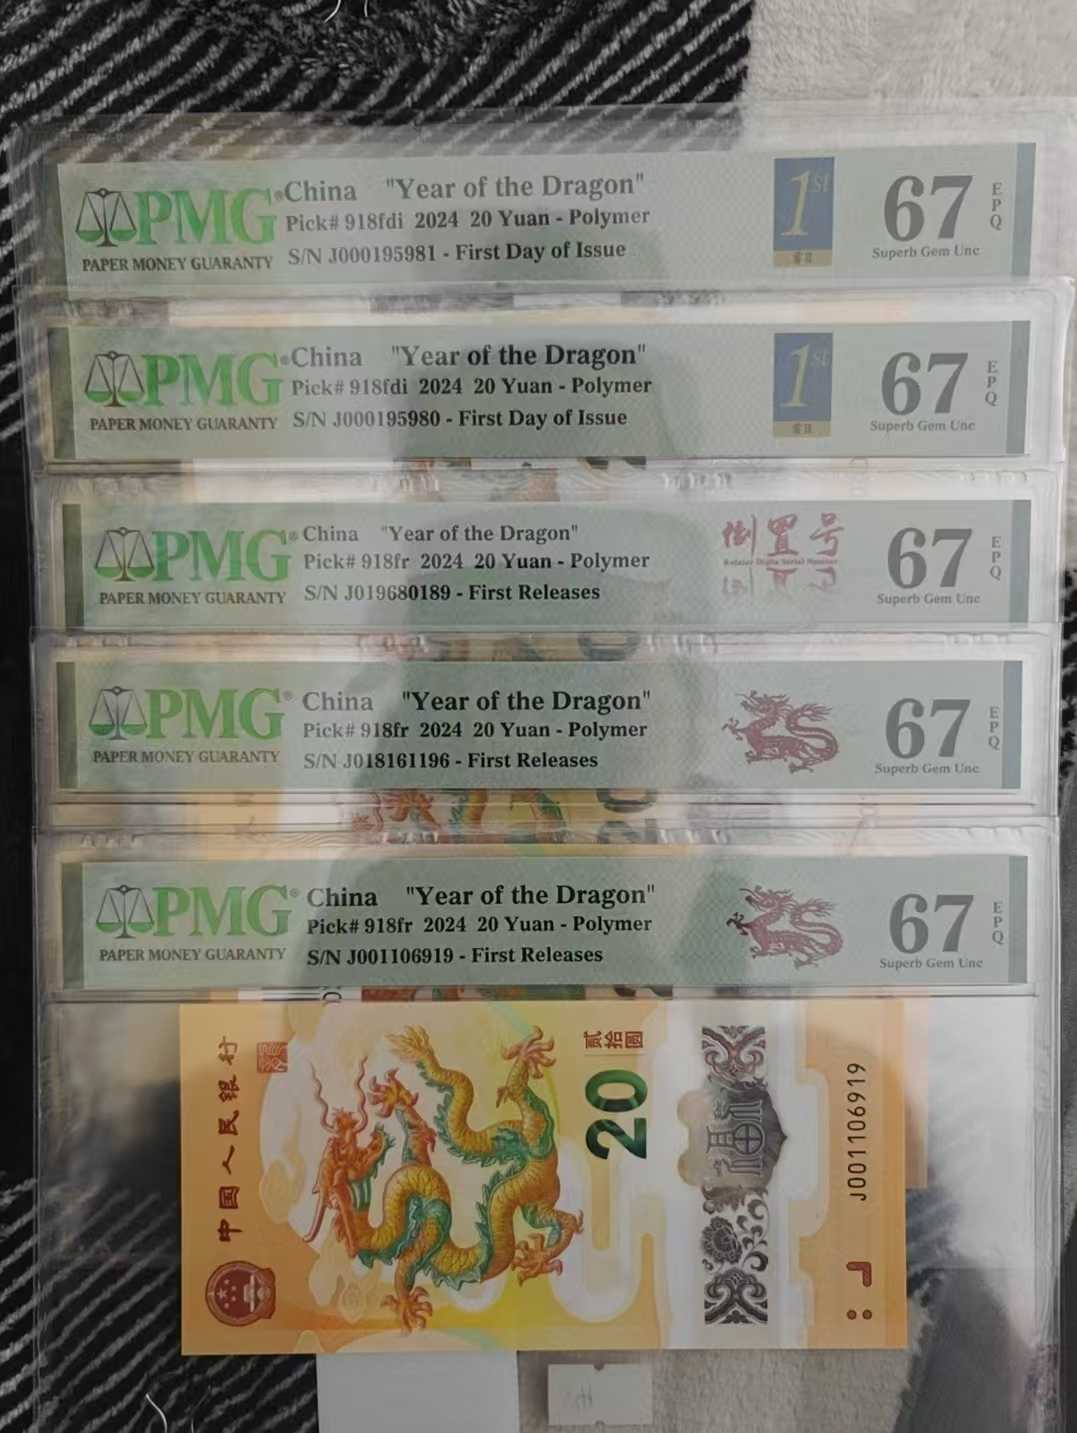 PMG® China "Year of the Dragon"
Pick# 918fdi 2024 20 Yuan - Polymer
PAPER MONEY GUARANTY S/N J000195981 - First Day of Issue
1st
67
Superb Gem Unc
EPQ
PMG® China "Year of the Dragon"
Pick# 918fdi 2024 20 Yuan - Polymer
PAPER MONEY GUARANTY S/N J000195980 - First Day of Issue
1st
67
Superb Gem Unc
EPQ
PMG® China "Year of the Dragon"
Pick# 918fr 2024 20 Yuan - Polymer
PAPER MONEY GUARANTY S/N J019680189 - First Releases
倒置号
67
Superb Gem Unc
EPQ
PMG® China "Year of the Dragon"
Pick# 918fr 2024 20 Yuan - Polymer
PAPER MONEY GUARANTY S/N J018161196 - First Releases
67
Superb Gem Unc
EPQ
PMG® China "Year of the Dragon"
Pick# 918fr 2024 20 Yuan - Polymer
PAPER MONEY GUARANTY S/N J001106919 - First Releases
67
Superb Gem Unc
EPQ
中国人民银行
贰拾圆
20
J001106919